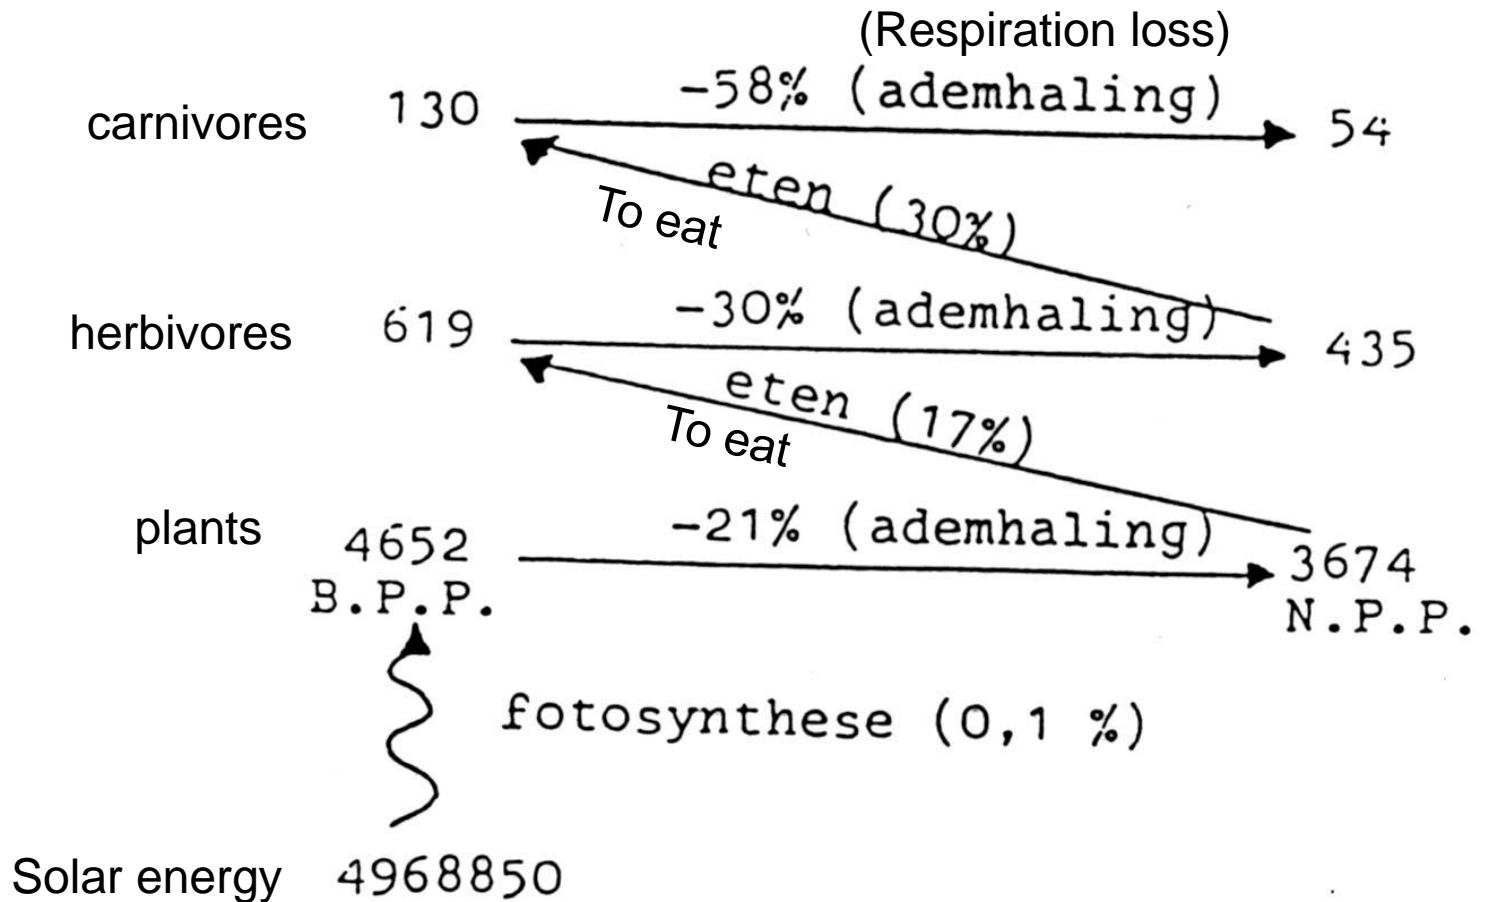 (Respiration loss)
-58% (ademhaling)
carnivores 130 54
eten (30%)
To eat
-30% (ademhaling)
herbivores 619 435
eten (17%)
To eat
-21% (ademhaling)
plants 4652 3674
B.P.P. N.P.P.
fotosynthese (0,1 %)
Solar energy 4968850